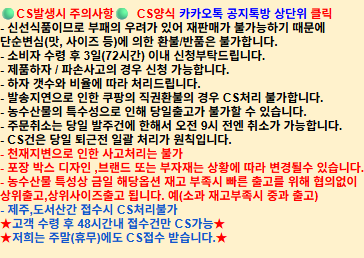 CS발생시 주의사항 CS양식 카카오톡 공지톡방 상단위 클릭
- 신선식품이므로 부패의 우려가 있어 재판매가 불가능하기 때문에
단순변심(맛, 사이즈 등)에 의한 환불/반품은 불가합니다.
- 소비자 수령 후 3일(72시간) 이내 신청부탁드립니다.
- 제품하자 / 파손사고의 경우 신청 가능합니다.
- 하자 갯수와 비율에 따라 처리드립니다.
- 발송지연으로 인한 쿠팡의 직권환불의 경우 CS처리 불가합니다.
- 농수산물의 특수성으로 인해 당일출고가 불가할 수 있습니다.
- 주문취소는 당일 발주건에 한해서 오전 9시 전엔 취소가 가능합니다.
- CS건은 당일 퇴근전 일괄 처리가 원칙입니다.
- 천재지변으로 인한 사고처리는 불가
- 포장 박스 디자인 ,브랜드 또는 부자재는 상황에 따라 변경될수 있습니다.
- 농수산물 특성상 금일 해당옵션 재고 부족시 빠른 출고를 위해 협의없이
상위출고,상위사이즈출고 됩니다. 예(소과 재고부족시 중과 출고)
- 제주,도서산간 접수시 CS처리불가
★고객 수령 후 48시간내 접수건만 CS가능★
★저희는 주말(휴무)에도 CS접수 받습니다.★